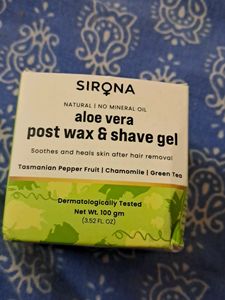 SIRONA
NATURAL | NO MINERAL OIL
aloe vera
post wax & shave gel
Soothes and heals skin after hair removal
Tasmanian Pepper Fruit | Chamomile | Green Tea
Dermatologically Tested
Net Wt. 100 gm
(3.52 FL. OZ)